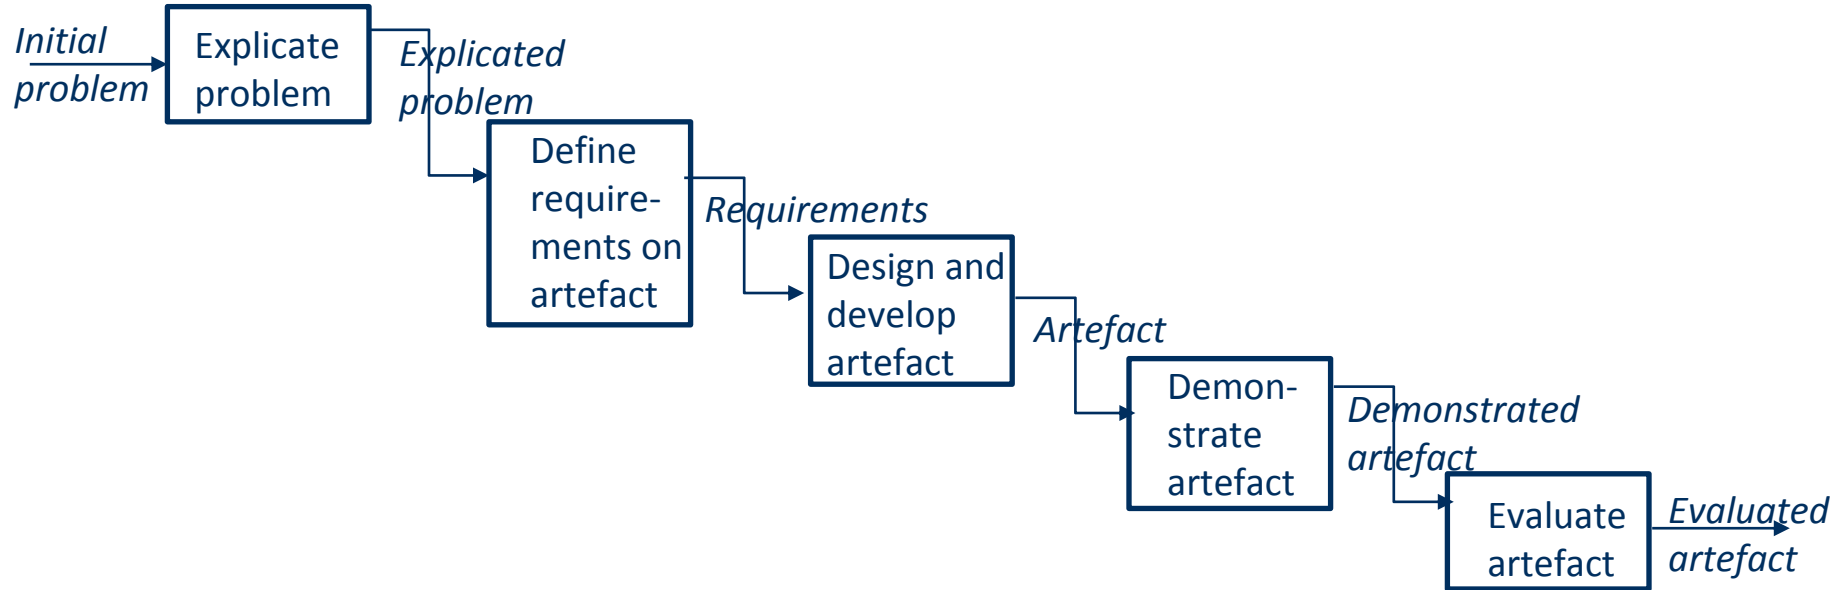 Initial
problem
Explicate
problem
Explicated
problem
Define
require-
ments on
artefact
Requirements
Design and
develop
artefact
Artefact
Demon-
strate
artefact
Demonstrated
artefact
Evaluate
artefact
Evaluated
artefact